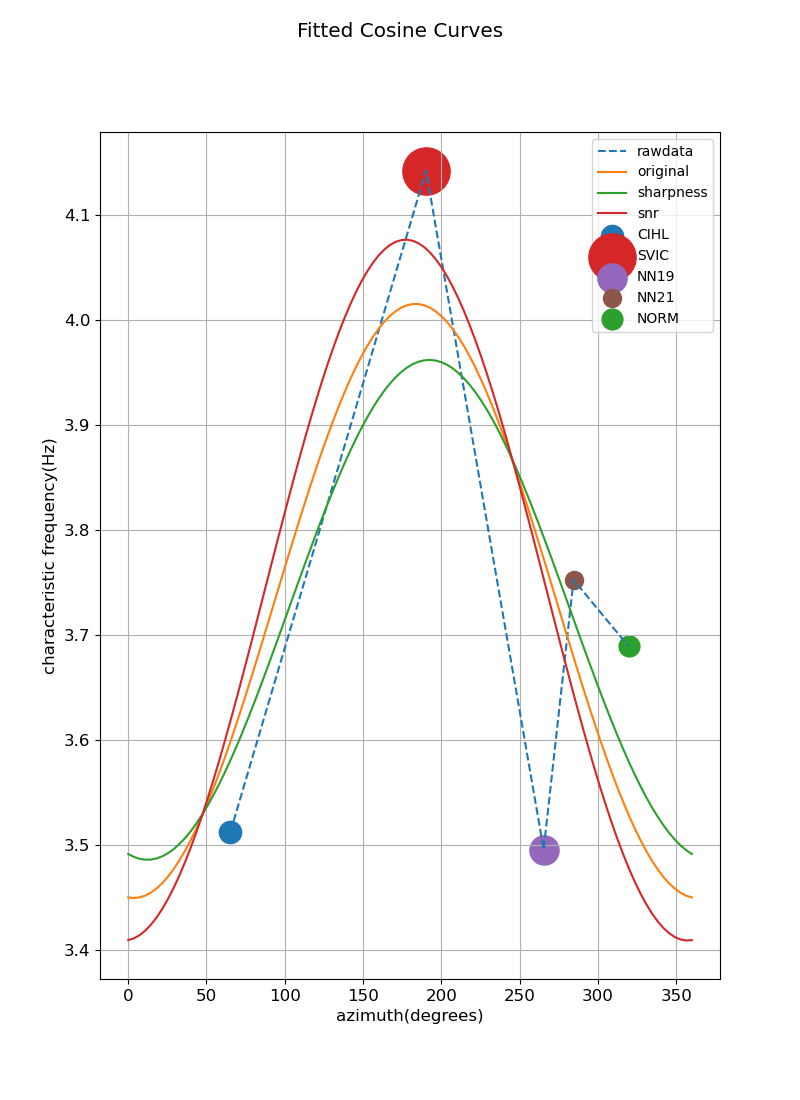 Fitted Cosine Curves
rawdata
original
sharpness
snr
CIHL
SVIC
NN19
NN21
NORM
characteristic frequency(Hz)
4.1
4.0
3.9
3.8
3.7
3.6
3.5
3.4
0 50 100 150 200 250 300 350
azimuth(degrees)